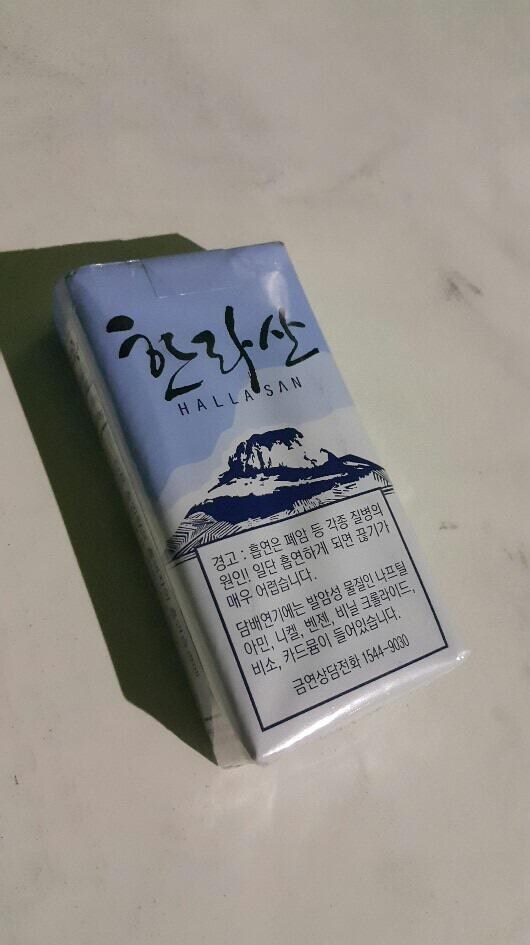 한라산
HALLA SAN
경고 : 흡연은 폐암 등 각종 질병의
원인! 일단 흡연하게 되면 끊기가
매우 어렵습니다.
담배연기에는 발암성 물질인 나프틸
아민, 니켈, 벤젠, 비닐 크롤라이드,
비소, 카드뮴이 들어있습니다.
금연상담전화 1544-9030